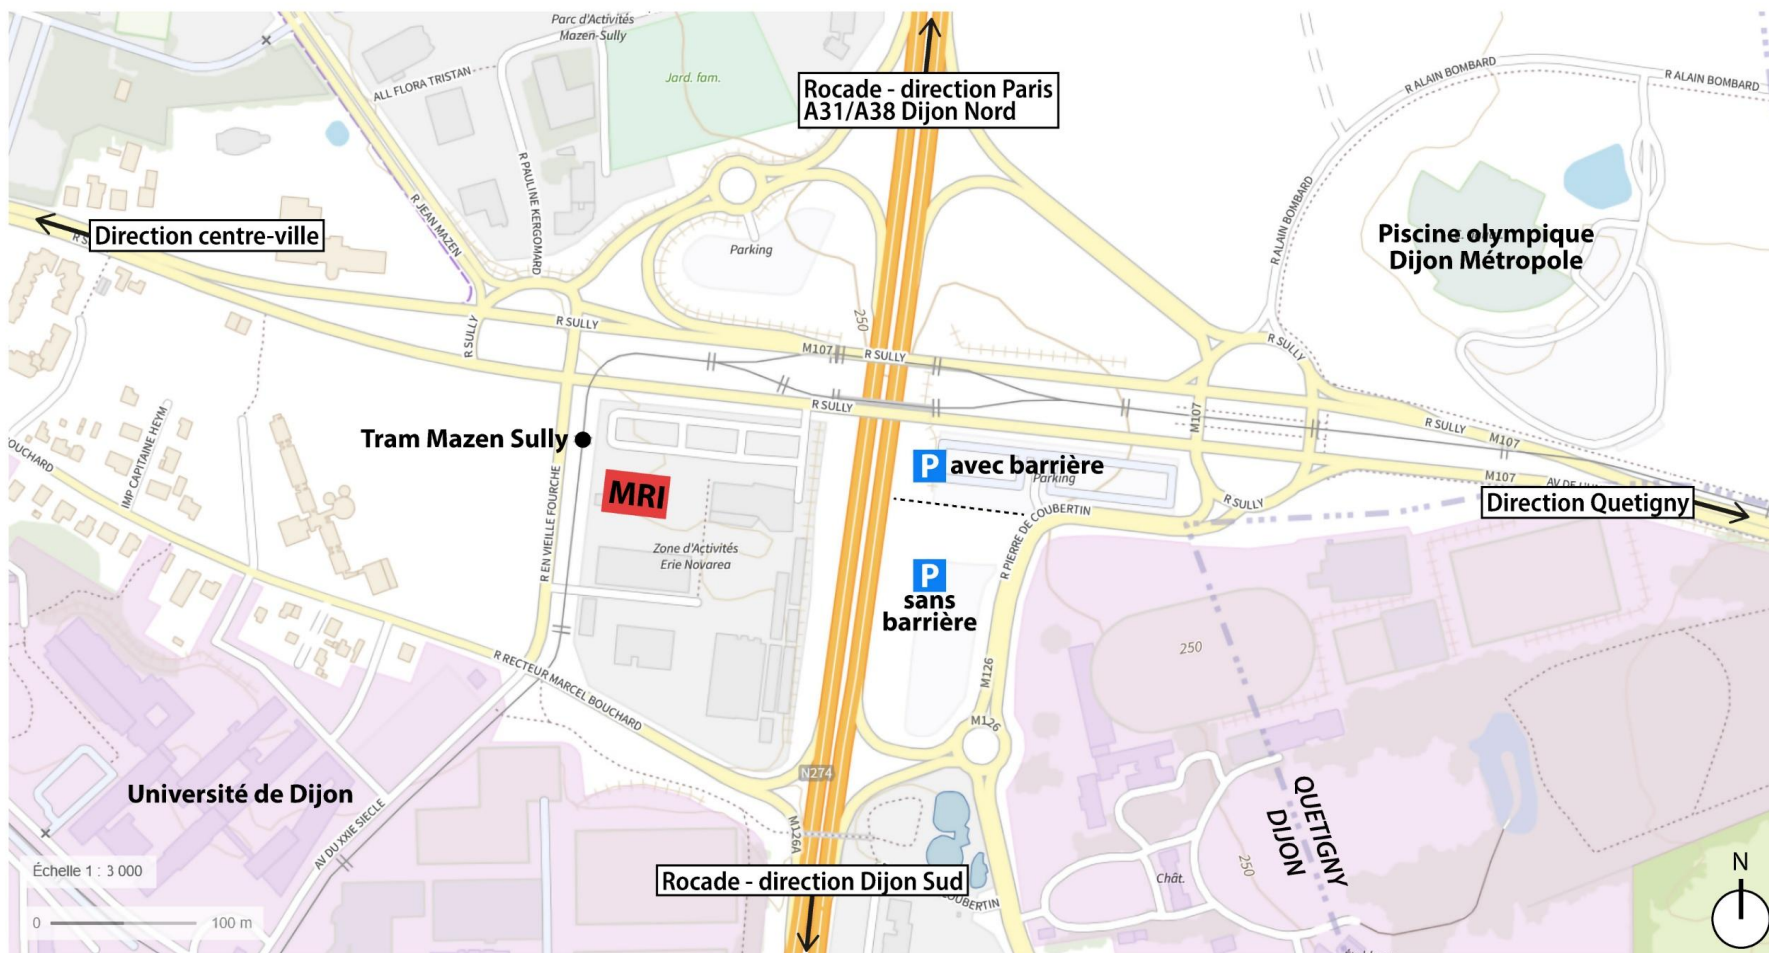 Parc d'Activités
Mazen-Sully
ALL FLORA TRISTAN
Jard. fam.
Rocade - direction Paris
A31/A38 Dijon Nord
R ALAIN BOMBARD
R ALAIN BOMBARD
R PAULINE KERGOMARD
R JEAN MAZEN
Direction centre-ville
Parking
R ALAIN BOMBARD
Piscine olympique
Dijon Métropole
250
R SULLY
R SULLY
M107
R SULLY
R SULLY
R SULLY
M107
R SULLY
M107
IMP CAPITAINE HEYM
BOUCHARD
Tram Mazen Sully
P avec barrière
Parking
M107
AV DE L'U
R SULLY
Direction Quetigny
MRI
R EN VIEILLE FOURCHE
R PIERRE DE COUBERTIN
Zone d'Activités
Erie Novarea
P
sans
barrière
250
R RECTEUR MARCEL BOUCHARD
M126
M126
N274
Université de Dijon
AV DU XXIE SIECLE
M126A
QUETIGNY
DIJON
250
Échelle 1 : 3 000
Rocade - direction Dijon Sud
COUBERTIN
Chât.
N
0
100 m